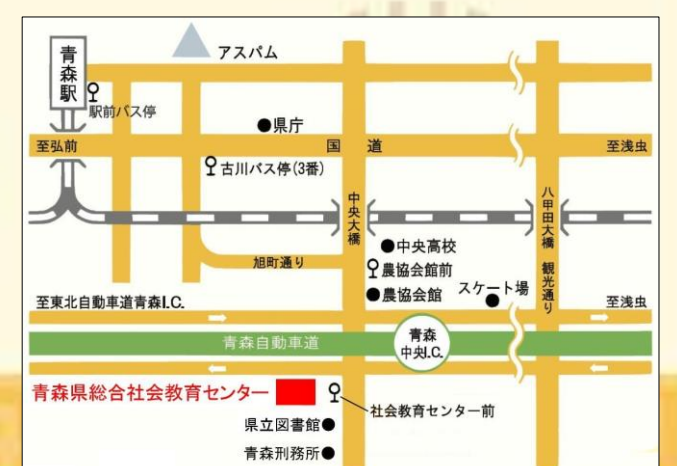 青森駅
アスパム
駅前バス停
●県庁
至弘前
国道
至浅虫
古川バス停(3番)
中央大橋
八甲田大橋
観光通り
●中央高校
旭町通り
農協会館前
●農協会館
スケート場
至東北自動車道青森I.C.
至浅虫
青森自動車道
青森
中央I.C.
青森県総合社会教育センター
社会教育センター前
県立図書館●
青森刑務所●